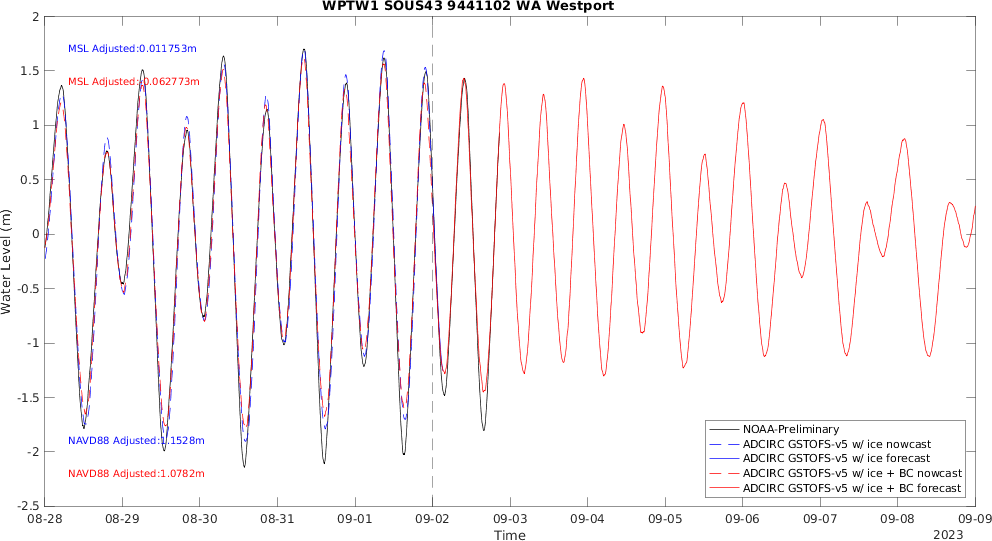 WPTW1 SOUS43 9441102 WA Westport
2
1.5
1
0.5
0
-0.5
-1
-1.5
-2
-2.5
Water Level (m)
MSL Adjusted:0.011753m
MSL Adjusted:-0.062773m
NAVD88 Adjusted:1.1528m
NAVD88 Adjusted:1.0782m
NOAA-Preliminary
ADCIRC GSTOFS-v5 w/ ice nowcast
ADCIRC GSTOFS-v5 w/ ice forecast
ADCIRC GSTOFS-v5 w/ ice + BC nowcast
ADCIRC GSTOFS-v5 w/ ice + BC forecast
08-28 08-29 08-30 08-31 09-01 09-02 09-03 09-04 09-05 09-06 09-07 09-08 09-09
Time
2023